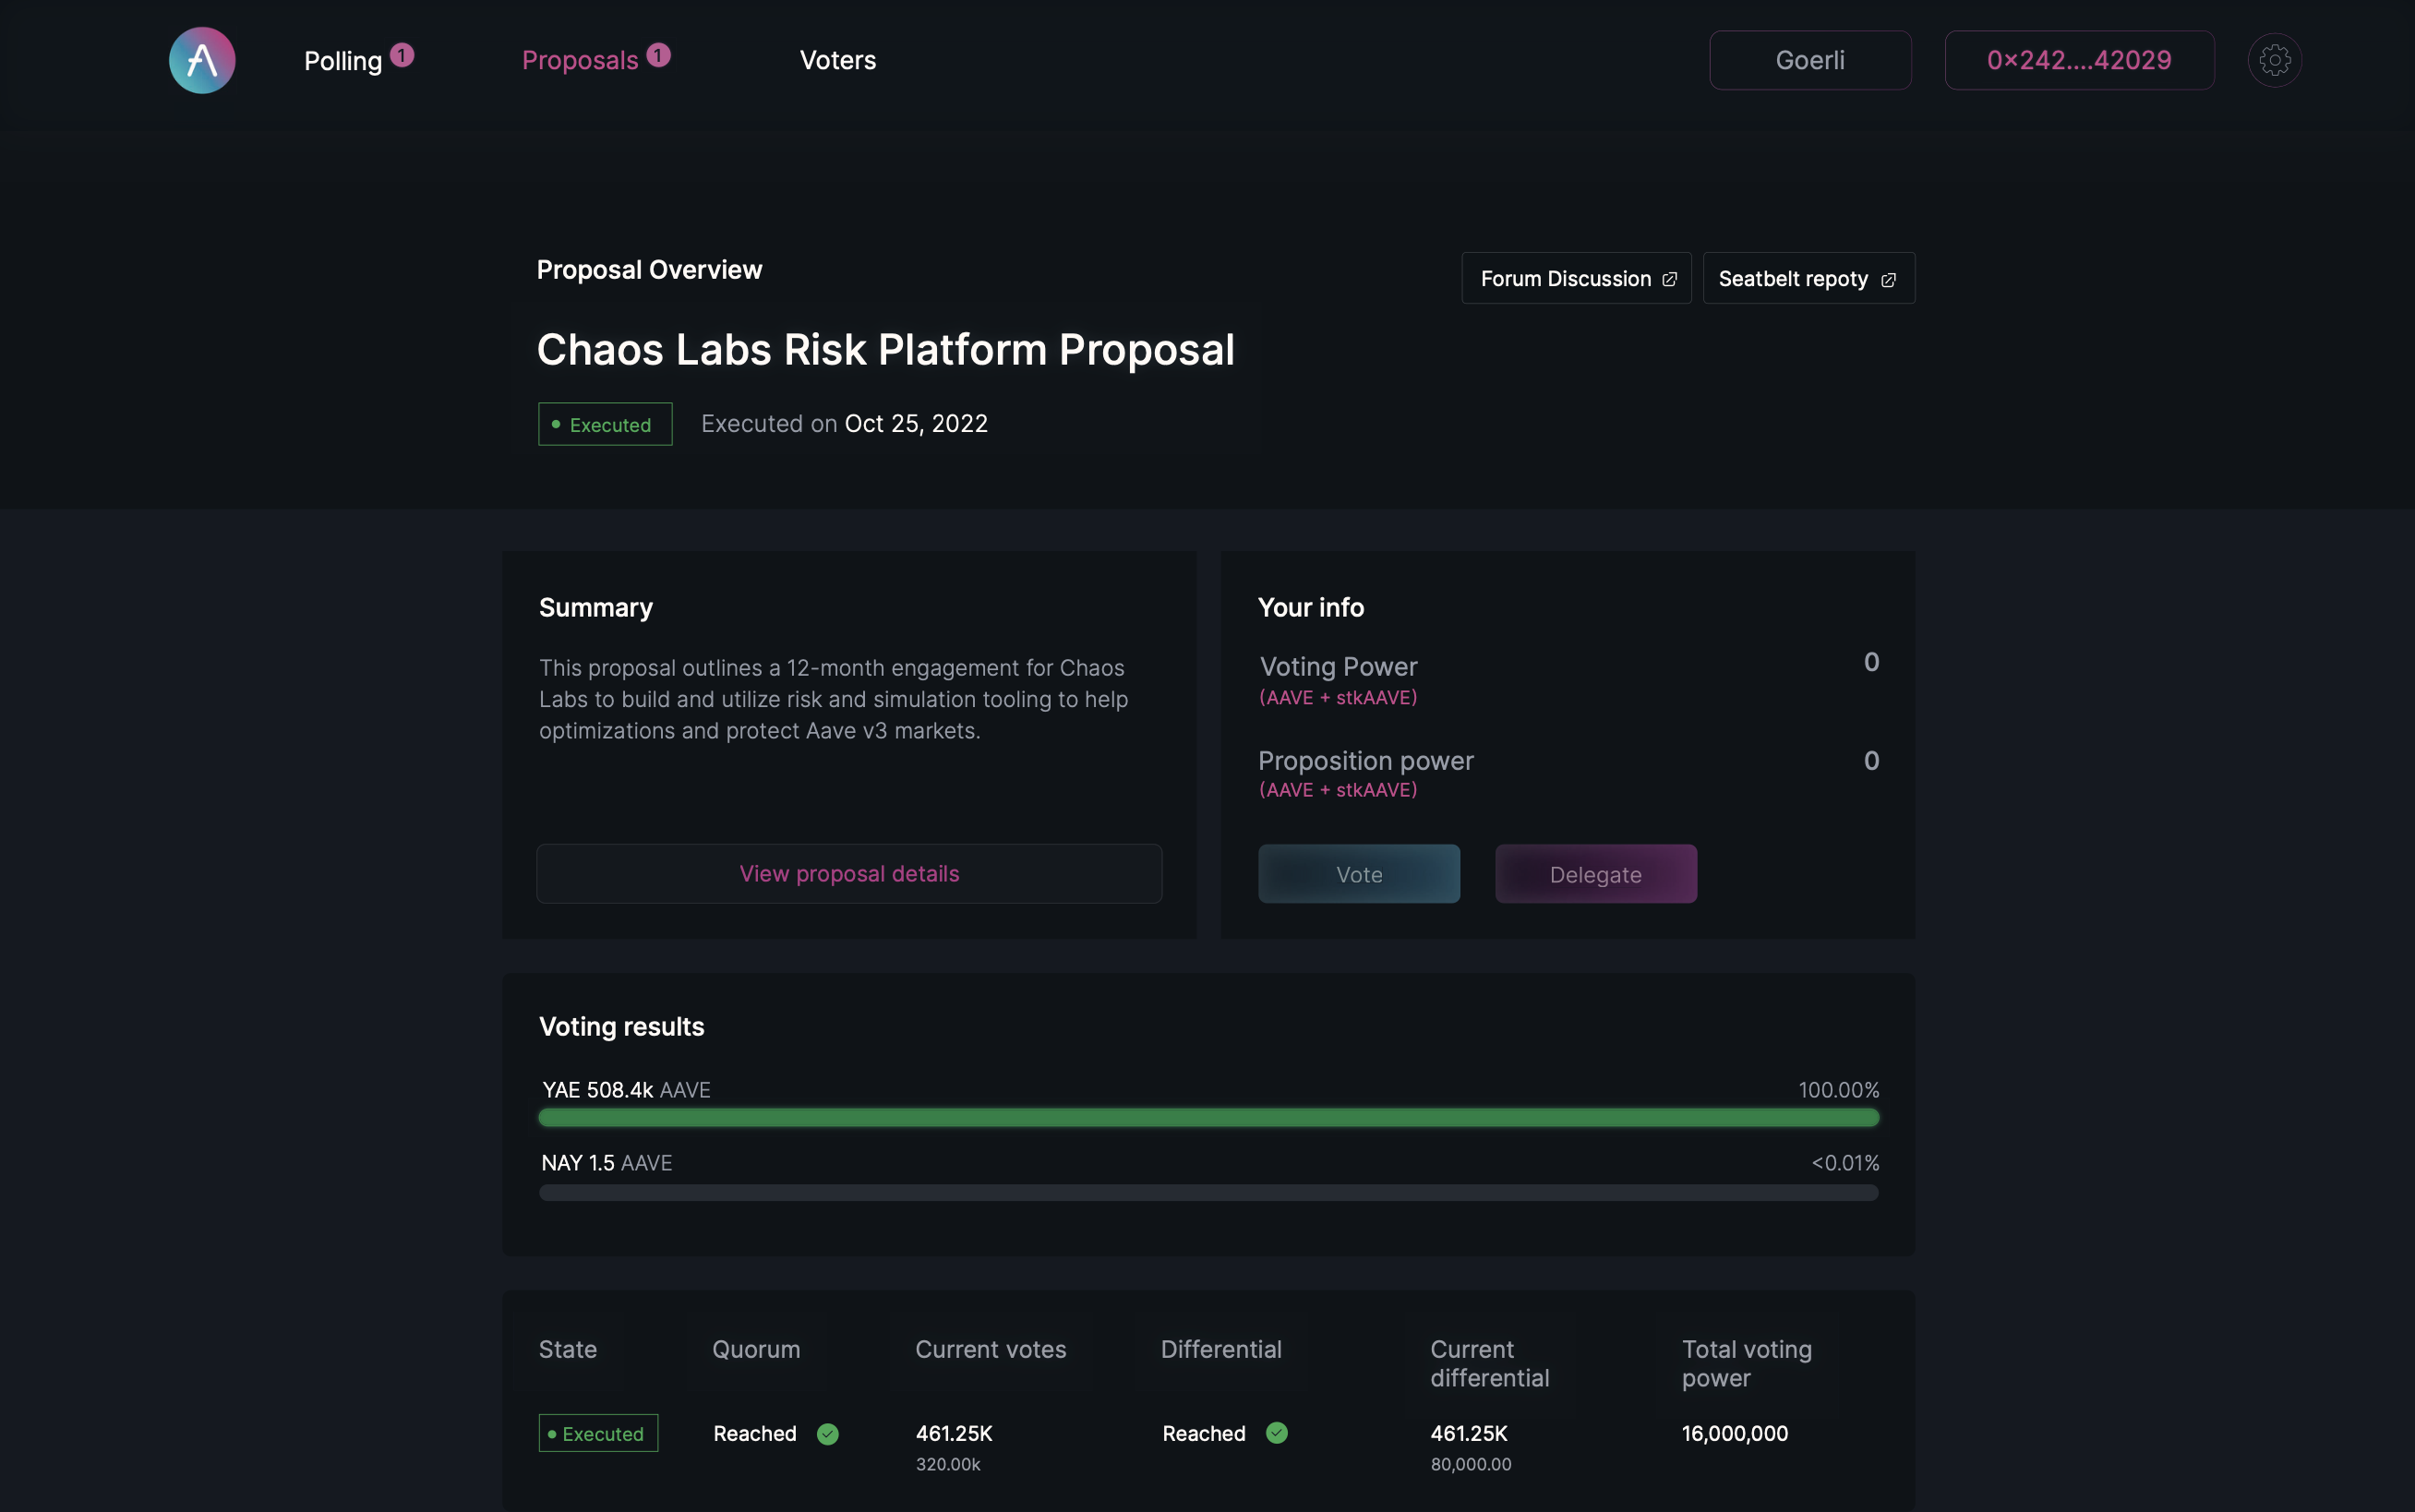 Polling 1
Proposals 1
Voters
Goerli
0×242....42029
Proposal Overview
Forum Discussion
Seatbelt repoty
Chaos Labs Risk Platform Proposal
Executed
Executed on Oct 25, 2022
Summary
This proposal outlines a 12-month engagement for Chaos
Labs to build and utilize risk and simulation tooling to help
optimizations and protect Aave v3 markets.
View proposal details
Your info
Voting Power
0
(AAVE + stkAAVE)
Proposition power
0
(AAVE + stkAAVE)
Vote
Delegate
Voting results
YAE 508.4k AAVE
100.00%
NAY 1.5 AAVE
<0.01%
State
Quorum
Current votes
Differential
Current
differential
Total voting
power
Executed
Reached
461.25K
320.00k
Reached
461.25K
80,000.00
16,000,000